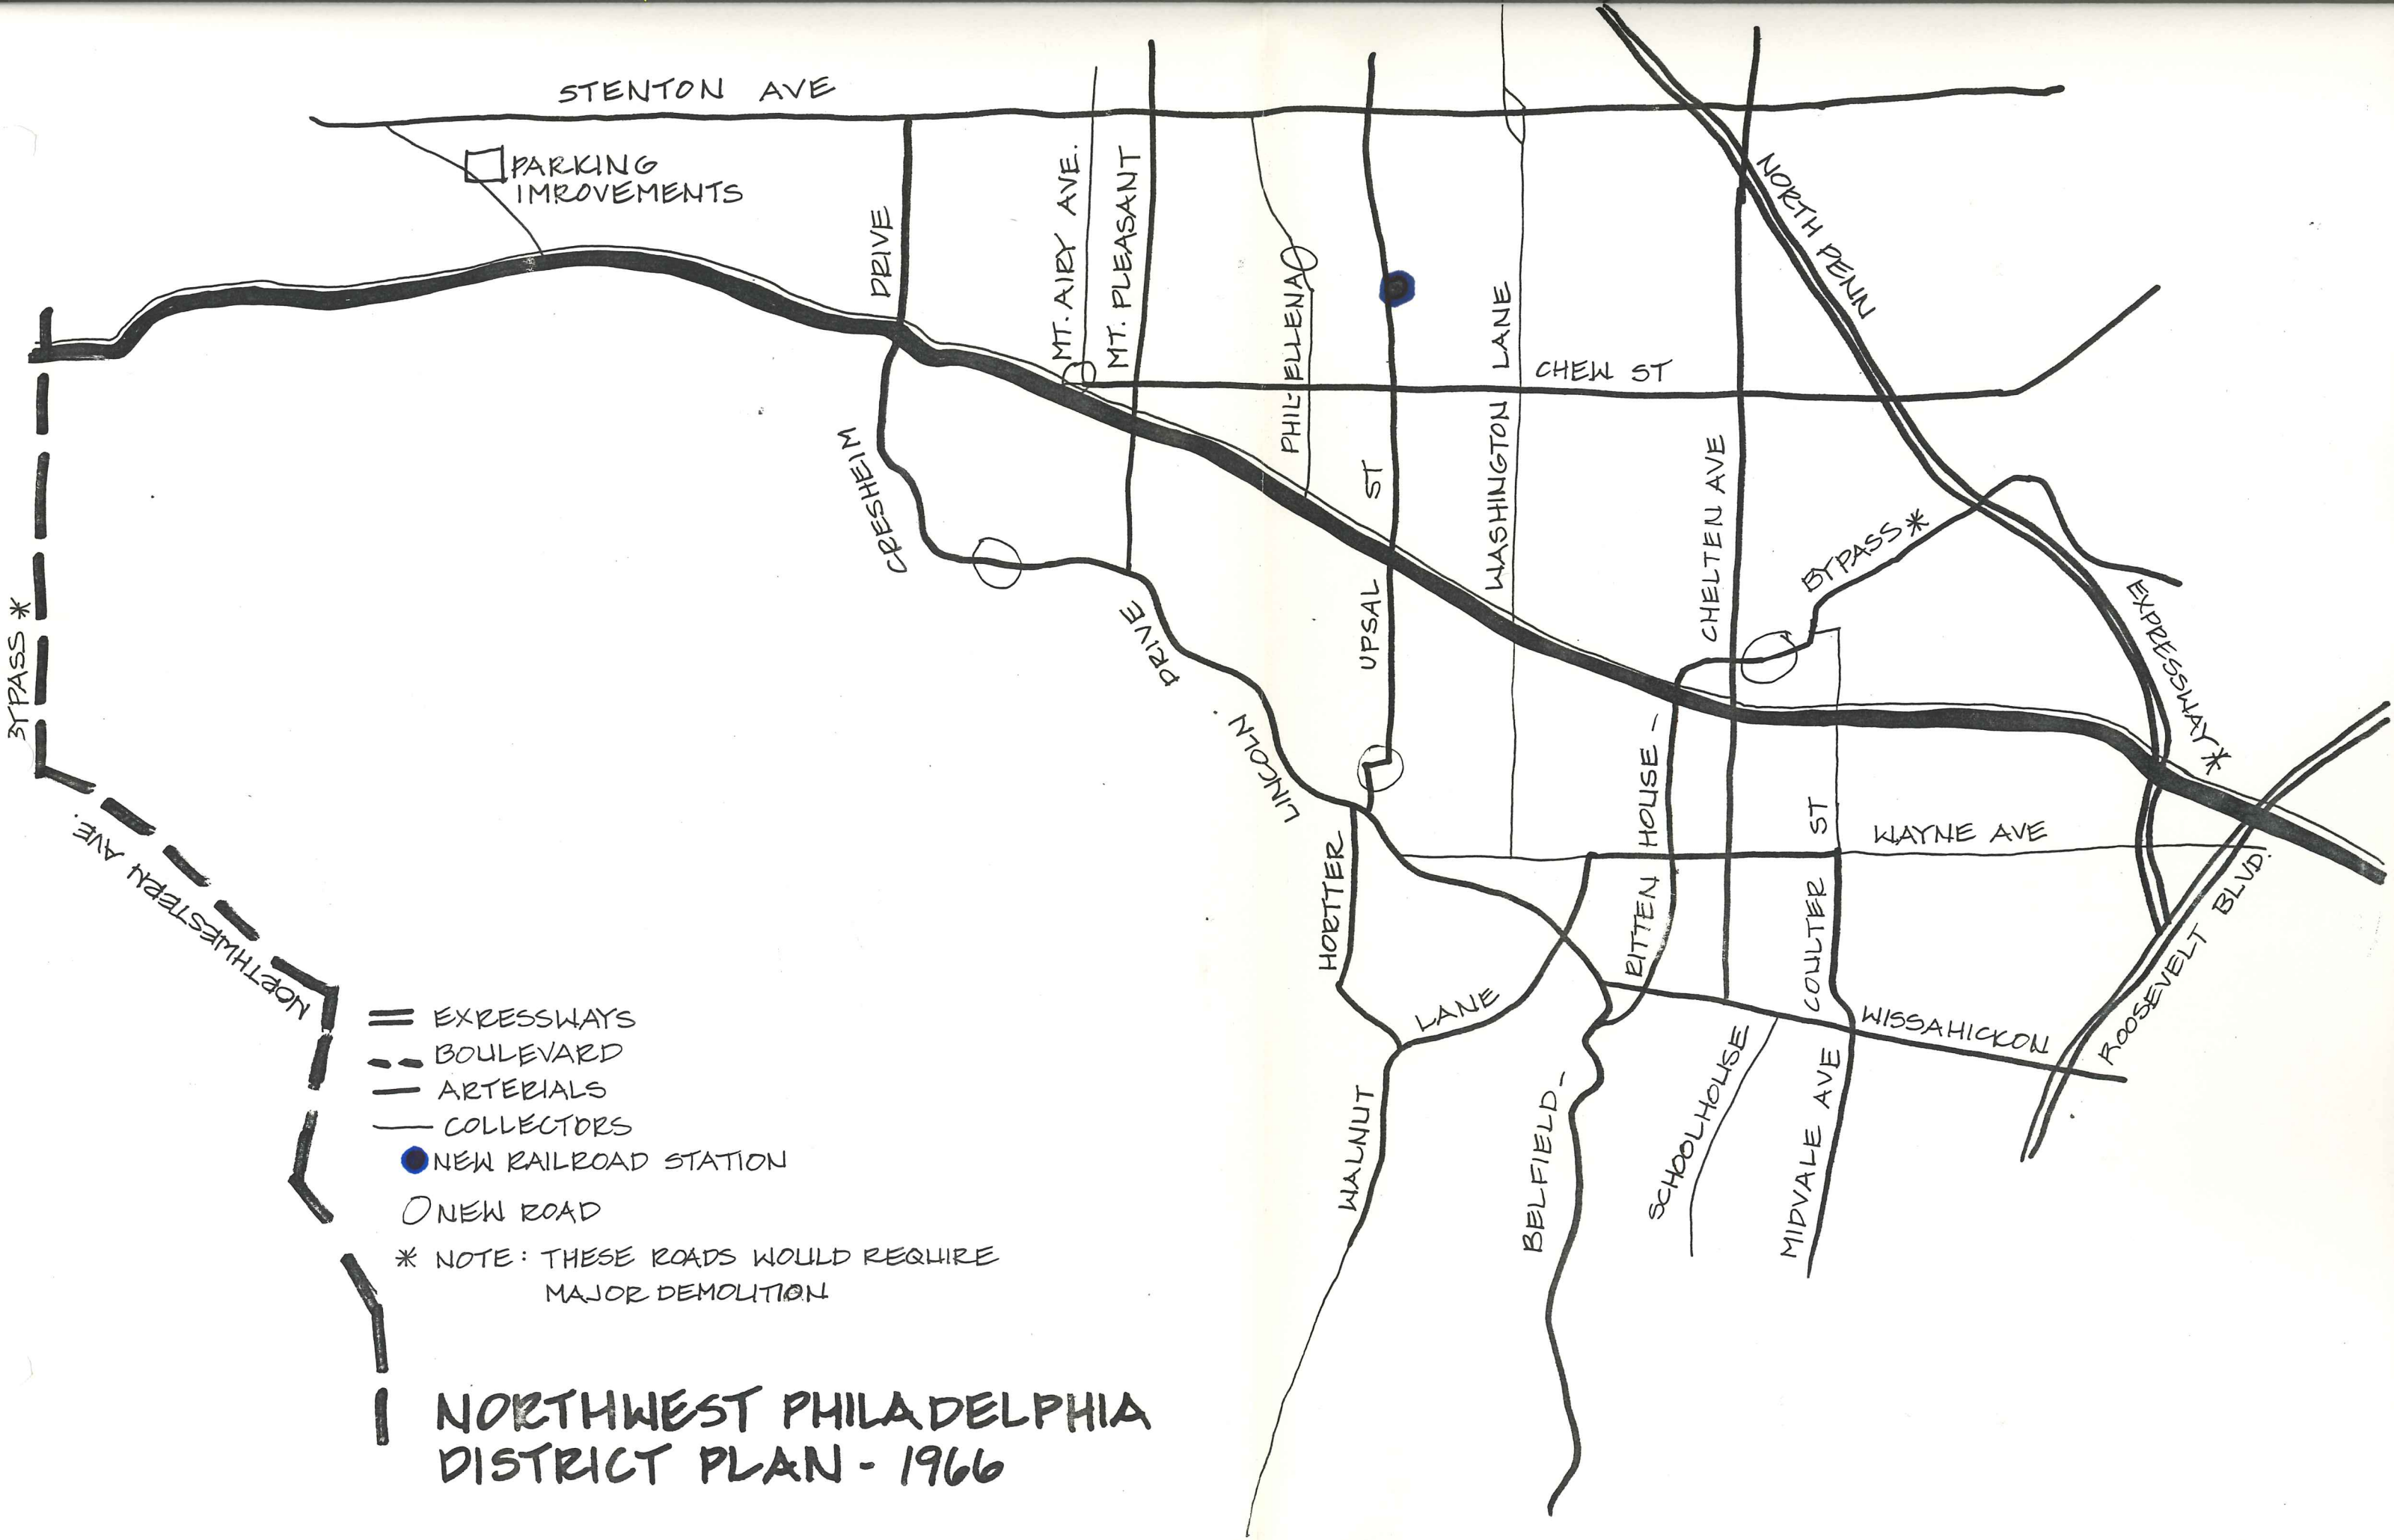 STENTON AVE
PARKING
IMROVEMENTS
DRIVE
MT. AIRY AVE.
MT. PLEASANT
PHIL-ELLENA
WASHINGTON LANE
NORTH PENN
CHEW ST
CRESHEIM
UPSAL ST
CHELTEN AVE
BYPASS*
EXPRESSWAY*
BYPASS *
DRIVE
LINCOLN
RITTEN HOUSE -
WAYNE AVE
NORTHWESTERN AVE.
HORTTER
LANE
COULTER ST
WISSAHICKON
ROOSEVELT BLVD.
WALNUT
BELFIELD -
SCHOOLHOUSE
MIDVALE AVE
EXRESSWAYS
BOULEVARD
ARTERIALS
COLLECTORS
NEW RAILROAD STATION
NEW ROAD
* NOTE: THESE ROADS WOULD REQUIRE
MAJOR DEMOLITION
NORTHWEST PHILADELPHIA
DISTRICT PLAN - 1966